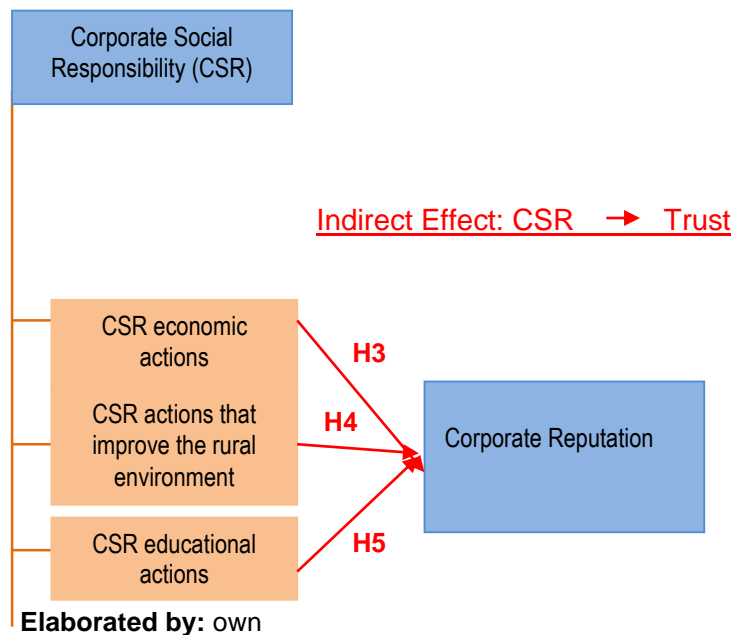 Corporate Social
Responsibility (CSR)
Indirect Effect: CSR → Trust
CSR economic
actions
H3
CSR actions that
improve the rural
environment
H4
Corporate Reputation
CSR educational
actions
H5
Elaborated by: own